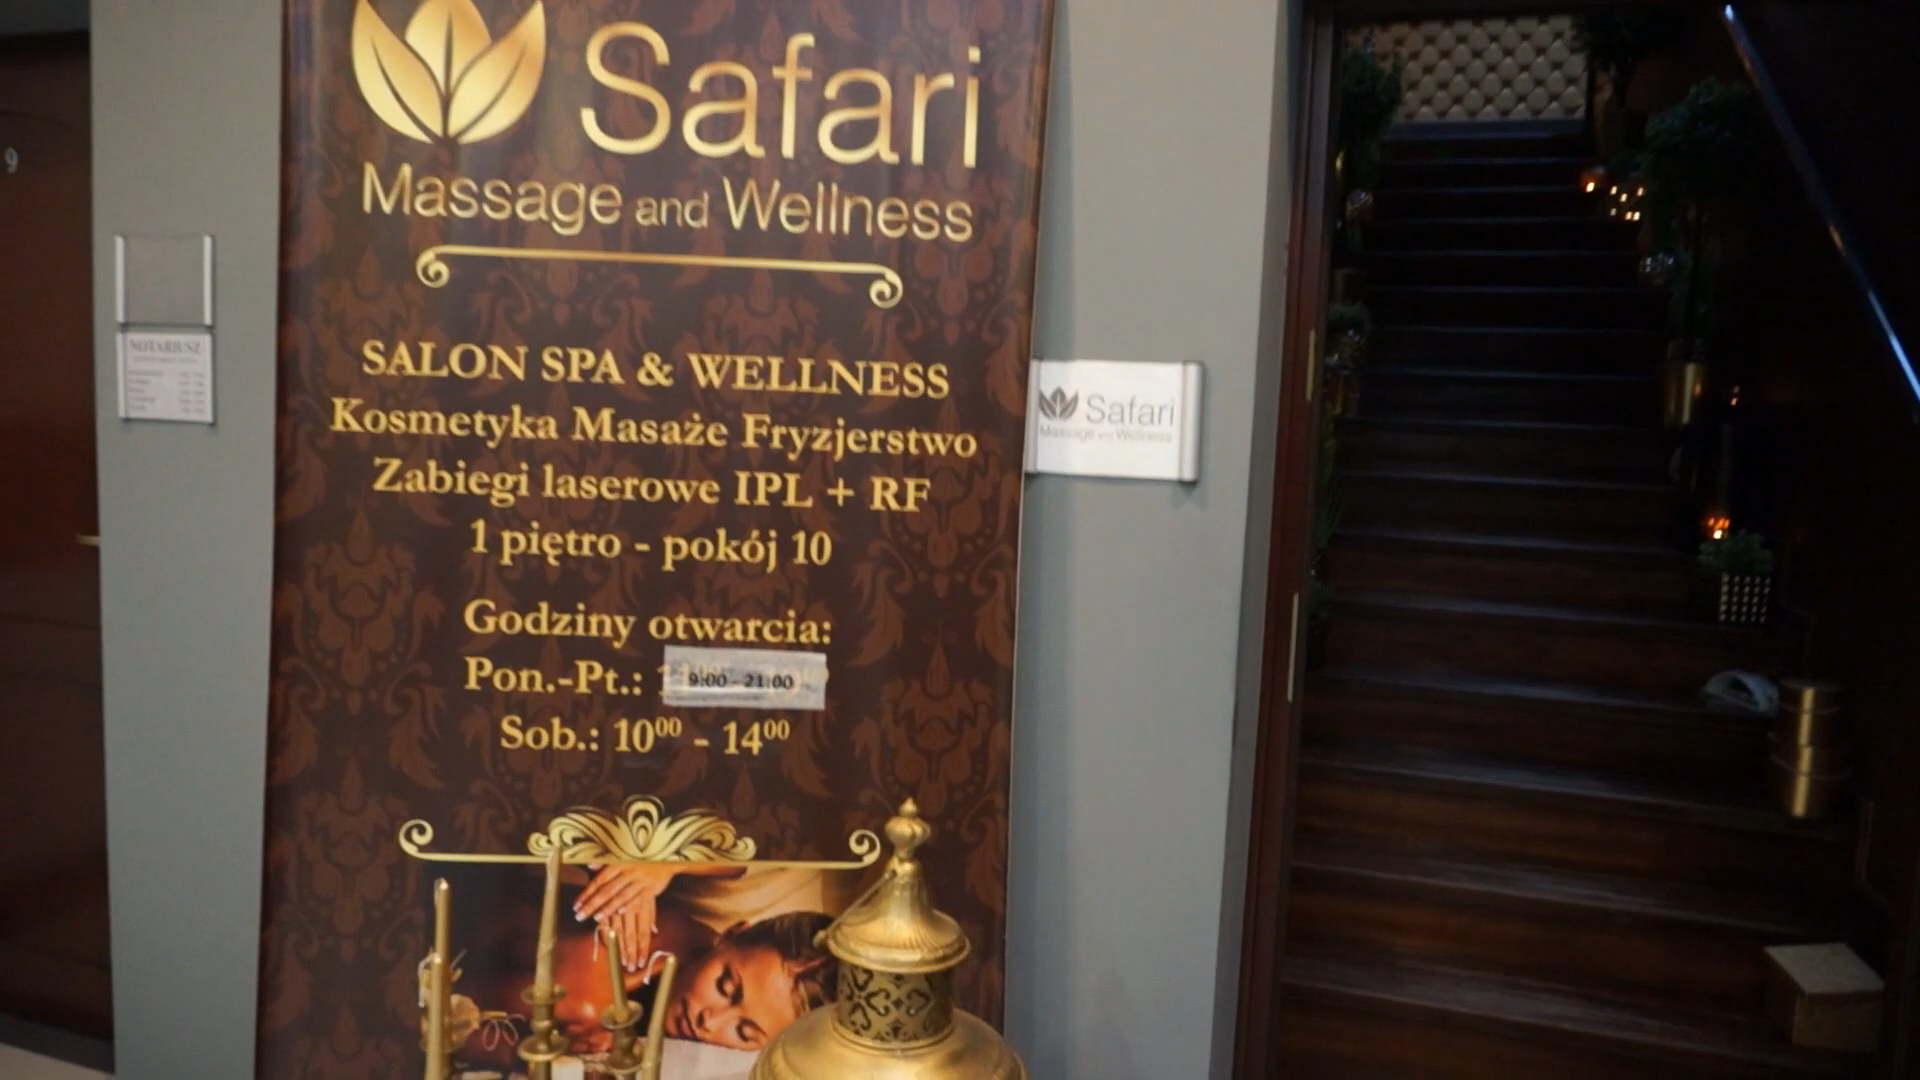 9
Safari
Massage and Wellness
SALON SPA & WELLNESS
Kosmetyka Masaże Fryzjerstwo
Zabiegi laserowe IPL + RF
1 piętro - pokój 10
Godziny otwarcia:
Pon.-Pt.: 9:00 - 21:00
Sob.: 10⁰⁰ - 14⁰⁰
NOTARIUSZ
Safari
Massage and Wellness